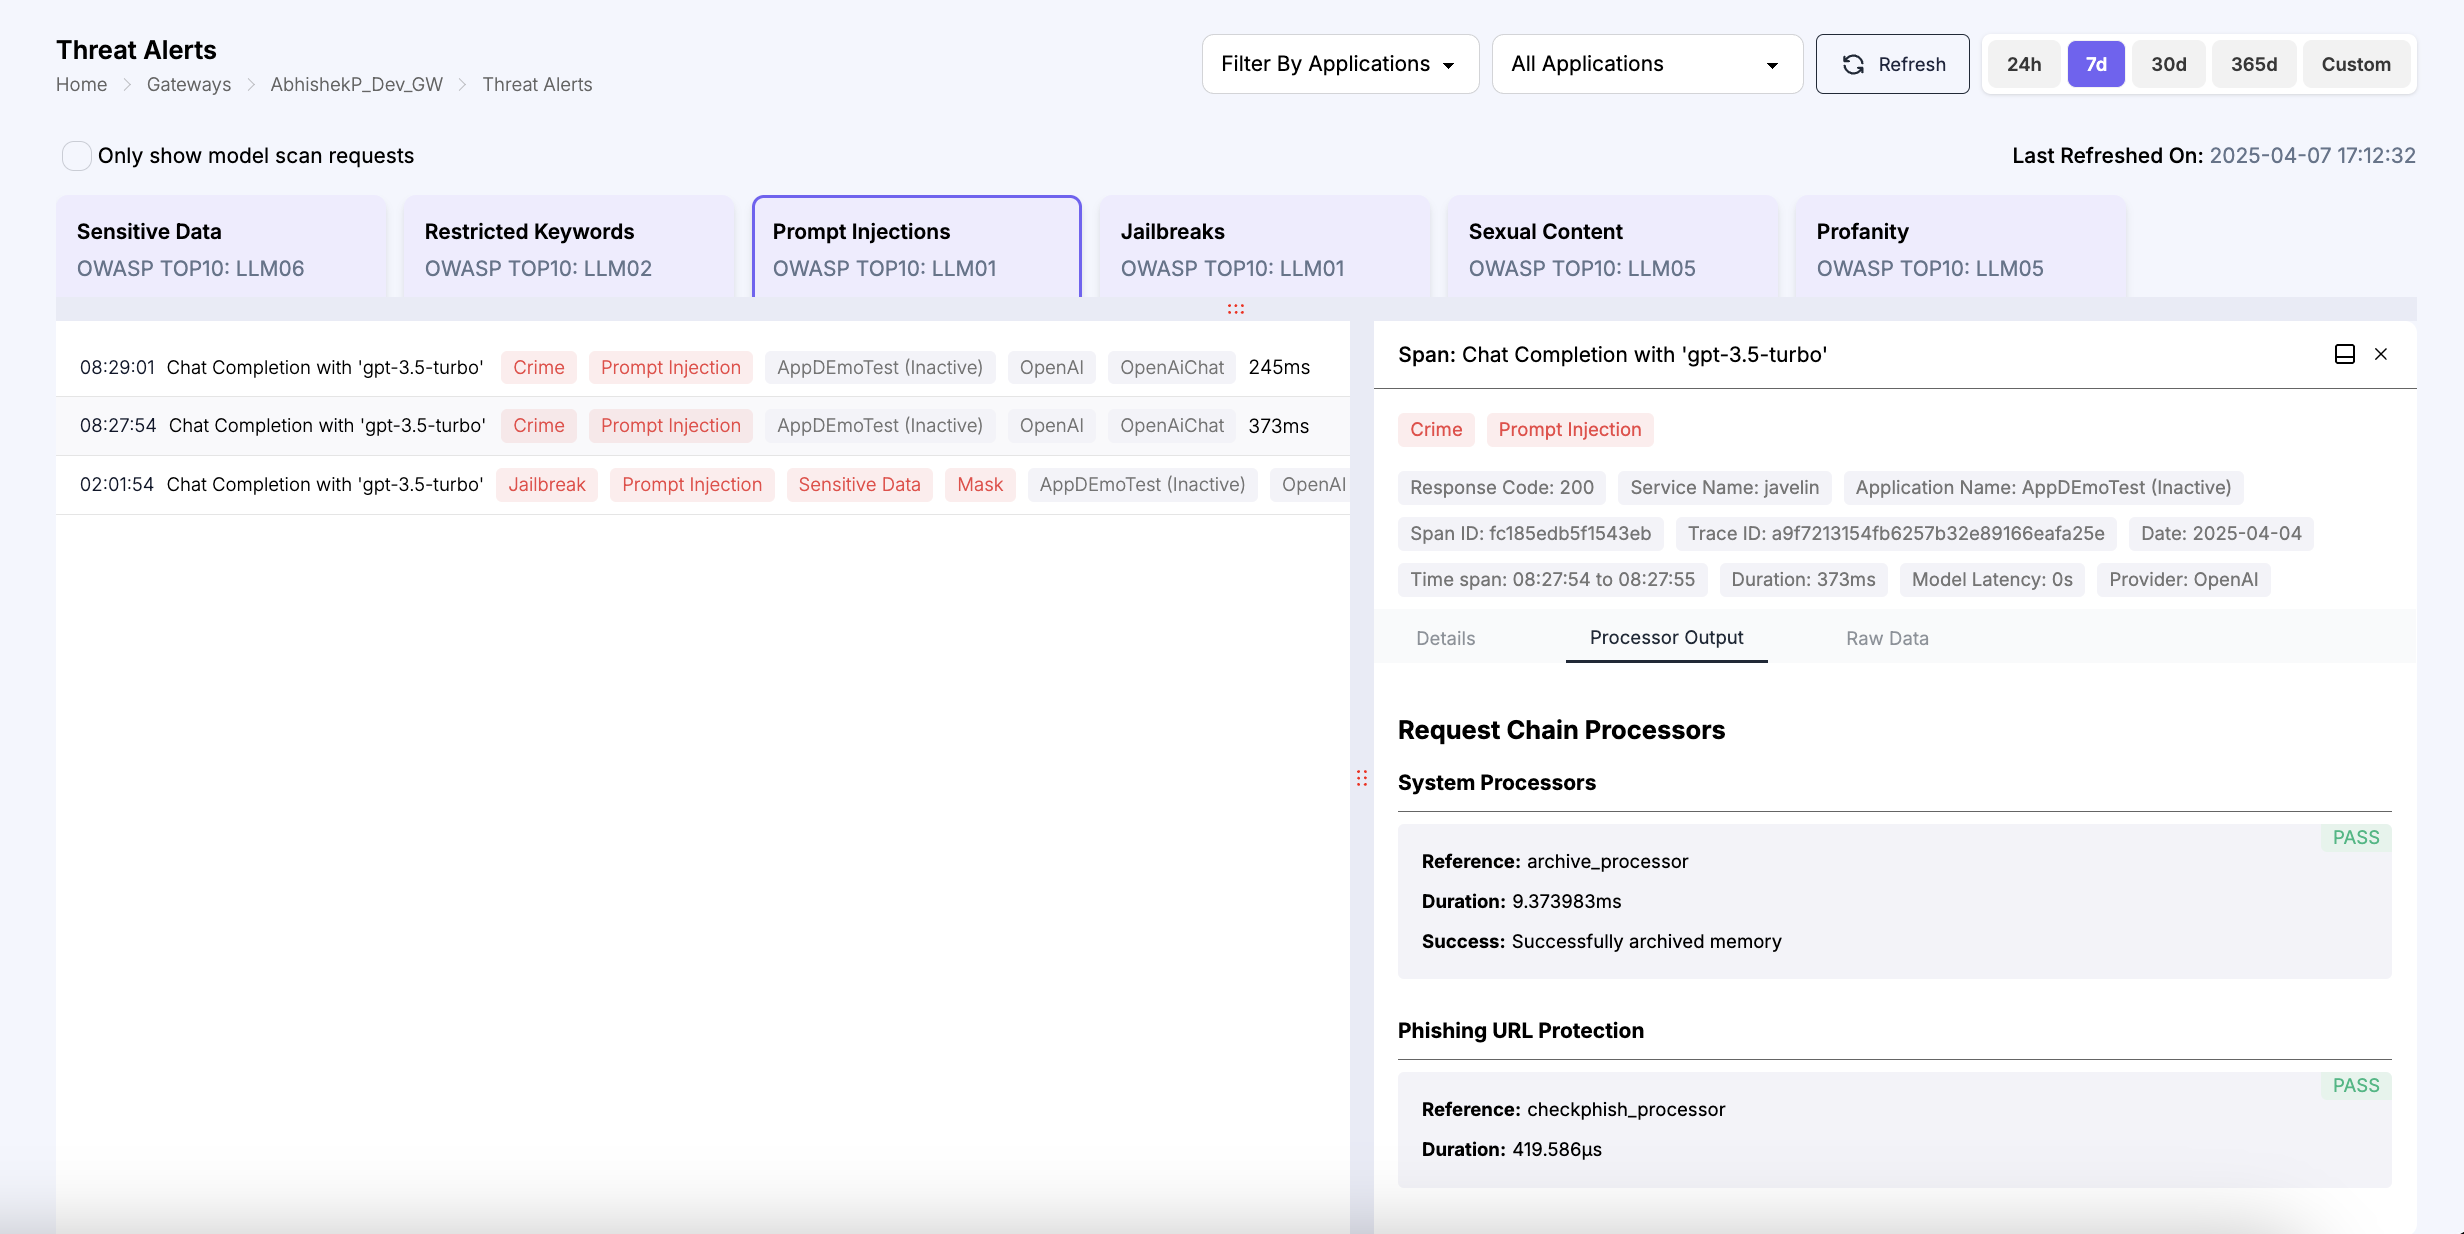 Threat Alerts
Home > Gateways > AbhishekP_Dev_GW > Threat Alerts
Filter By Applications
All Applications
Refresh
24h 7d 30d 365d Custom
Only show model scan requests
Last Refreshed On: 2025-04-07 17:12:32
Sensitive Data
OWASP TOP10: LLM06
Restricted Keywords
OWASP TOP10: LLM02
Prompt Injections
OWASP TOP10: LLM01
Jailbreaks
OWASP TOP10: LLM01
Sexual Content
OWASP TOP10: LLM05
Profanity
OWASP TOP10: LLM05
08:29:01 Chat Completion with 'gpt-3.5-turbo' Crime Prompt Injection AppDEmoTest (Inactive) OpenAI OpenAiChat 245ms
08:27:54 Chat Completion with 'gpt-3.5-turbo' Crime Prompt Injection AppDEmoTest (Inactive) OpenAI OpenAiChat 373ms
02:01:54 Chat Completion with 'gpt-3.5-turbo' Jailbreak Prompt Injection Sensitive Data Mask AppDEmoTest (Inactive) OpenAI
Span: Chat Completion with 'gpt-3.5-turbo'
Crime Prompt Injection
Response Code: 200 Service Name: javelin Application Name: AppDEmoTest (Inactive)
Span ID: fc185edb5f1543eb Trace ID: a9f7213154fb6257b32e89166eafa25e Date: 2025-04-04
Time span: 08:27:54 to 08:27:55 Duration: 373ms Model Latency: 0s Provider: OpenAI
Details Processor Output Raw Data
Request Chain Processors
System Processors
PASS
Reference: archive_processor
Duration: 9.373983ms
Success: Successfully archived memory
Phishing URL Protection
PASS
Reference: checkphish_processor
Duration: 419.586µs